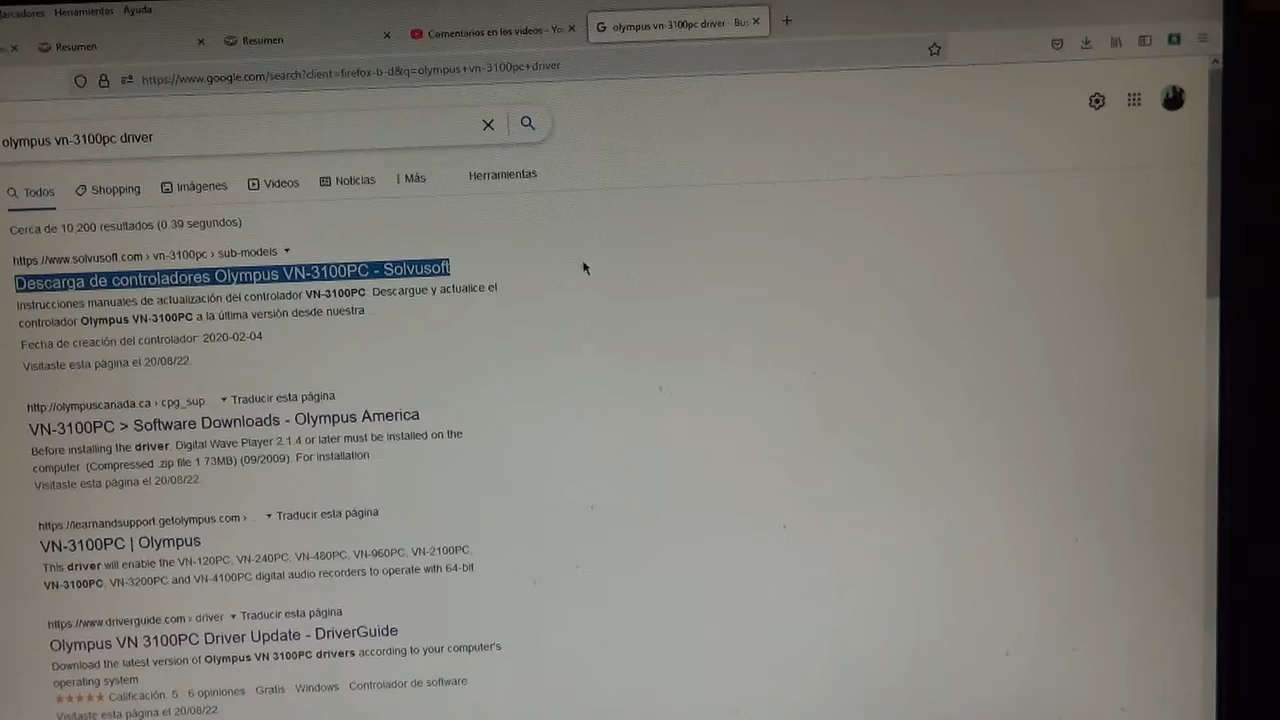 Marcadores Herramientas Ayuda
Resumen
Resumen
Comentarios en los videos - Yo
olympus vn-3100pc driver - Bus
https://www.google.com/search?client=firefox-b-d&q=olympus+vn-3100pc+driver
olympus vn-3100pc driver
Todos
Shopping
Imágenes
Videos
Noticias
Más
Herramientas
Cerca de 10,200 resultados (0.39 segundos)
https://www.solvusoft.com › vn-3100pc › sub-models
Descarga de controladores Olympus VN-3100PC - Solvusoft
Instrucciones manuales de actualización del controlador VN-3100PC. Descargue y actualice el
controlador Olympus VN-3100PC a la última versión desde nuestra
Fecha de creación del controlador: 2020-02-04
Visitaste esta página el 20/08/22.
http://olympuscanada.ca › cpg_sup... Traducir esta página
VN-3100PC > Software Downloads - Olympus America
Before installing the driver, Digital Wave Player 2.1.4 or later must be installed on the
computer. (Compressed .zip file 1.73MB) (09/2009). For installation
Visitaste esta página el 20/08/22.
https://learnandsupport.getolympus.com › ... Traducir esta página
VN-3100PC | Olympus
This driver will enable the VN-120PC, VN-240PC, VN-480PC, VN-960PC, VN-2100PC,
VN-3100PC, VN-3200PC and VN-4100PC digital audio recorders to operate with 64-bit
https://www.driverguide.com › driver Traducir esta página
Olympus VN 3100PC Driver Update - DriverGuide
Download the latest version of Olympus VN 3100PC drivers according to your computer's
operating system.
Calificación: 5 6 opiniones Gratis Windows Controlador de software
Visitaste esta página el 20/08/22.